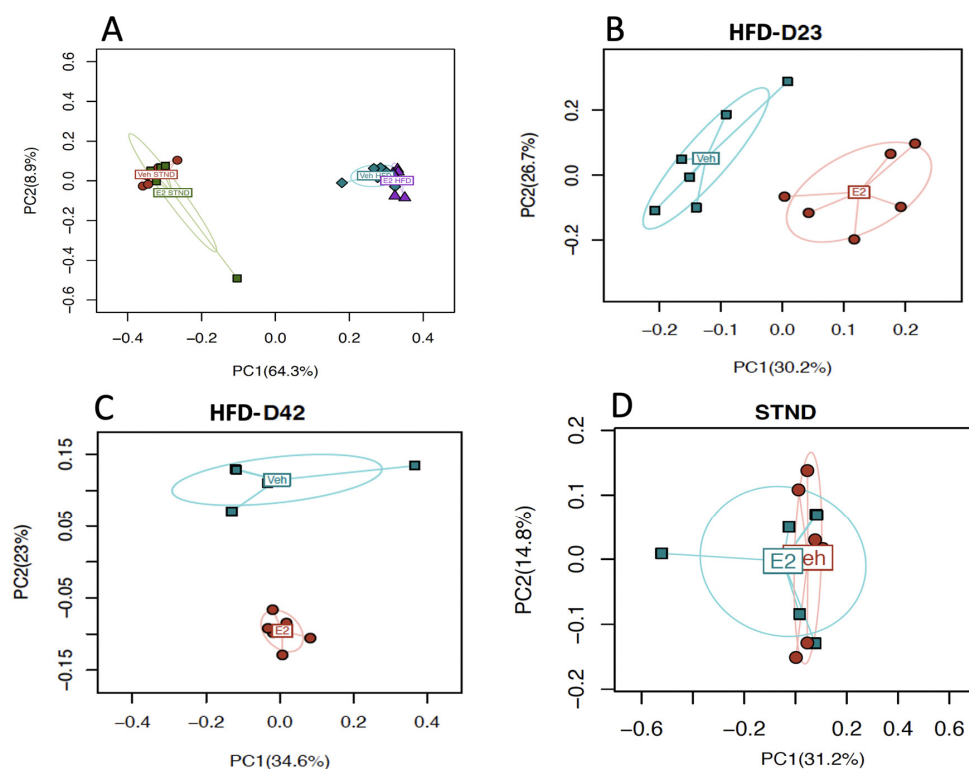 A
0.6
0.4
0.2
0.0
−0.2
−0.4
−0.6
PC2(8.9%)
Veh STND
E2 STND
Veh HFD
E2 HFD
−0.4
−0.2
0.0
0.2
0.4
PC1(64.3%)
B
HFD-D23
0.2
0.0
−0.2
PC2(26.7%)
Veh
E2
−0.2
−0.1
0.0
0.1
0.2
PC1(30.2%)
C
HFD-D42
0.15
0.05
−0.05
−0.15
PC2(23%)
Veh
E2
−0.4
−0.2
0.0
0.2
0.4
PC1(34.6%)
D
STND
0.2
0.1
0.0
−0.1
−0.2
PC2(14.8%)
E2
eh
−0.6
−0.2
0.2
0.4
0.6
PC1(31.2%)